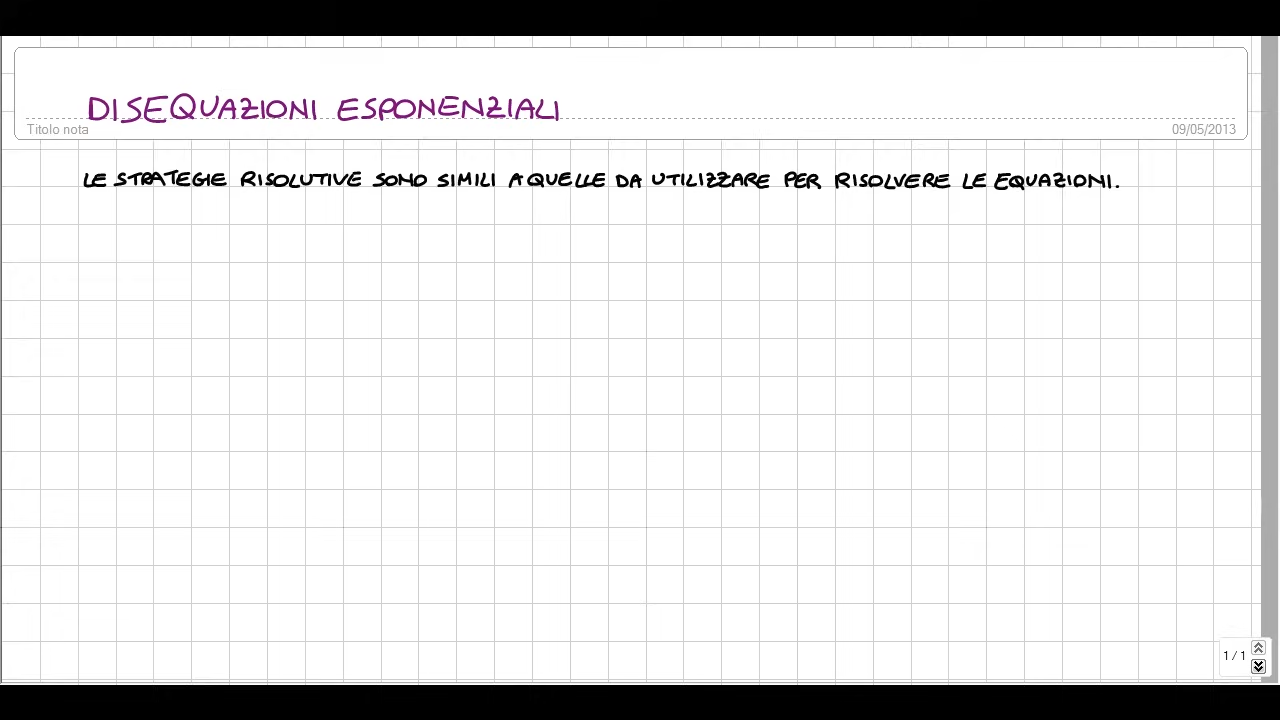 DISEQUAZIONI ESPONENZIALI
Titolo nota
09/05/2013
LE STRATEGIE RISOLUTIVE SONO SIMILI A QUELLE DA UTILIZZARE PER RISOLVERE LE EQUAZIONI.
1 / 1